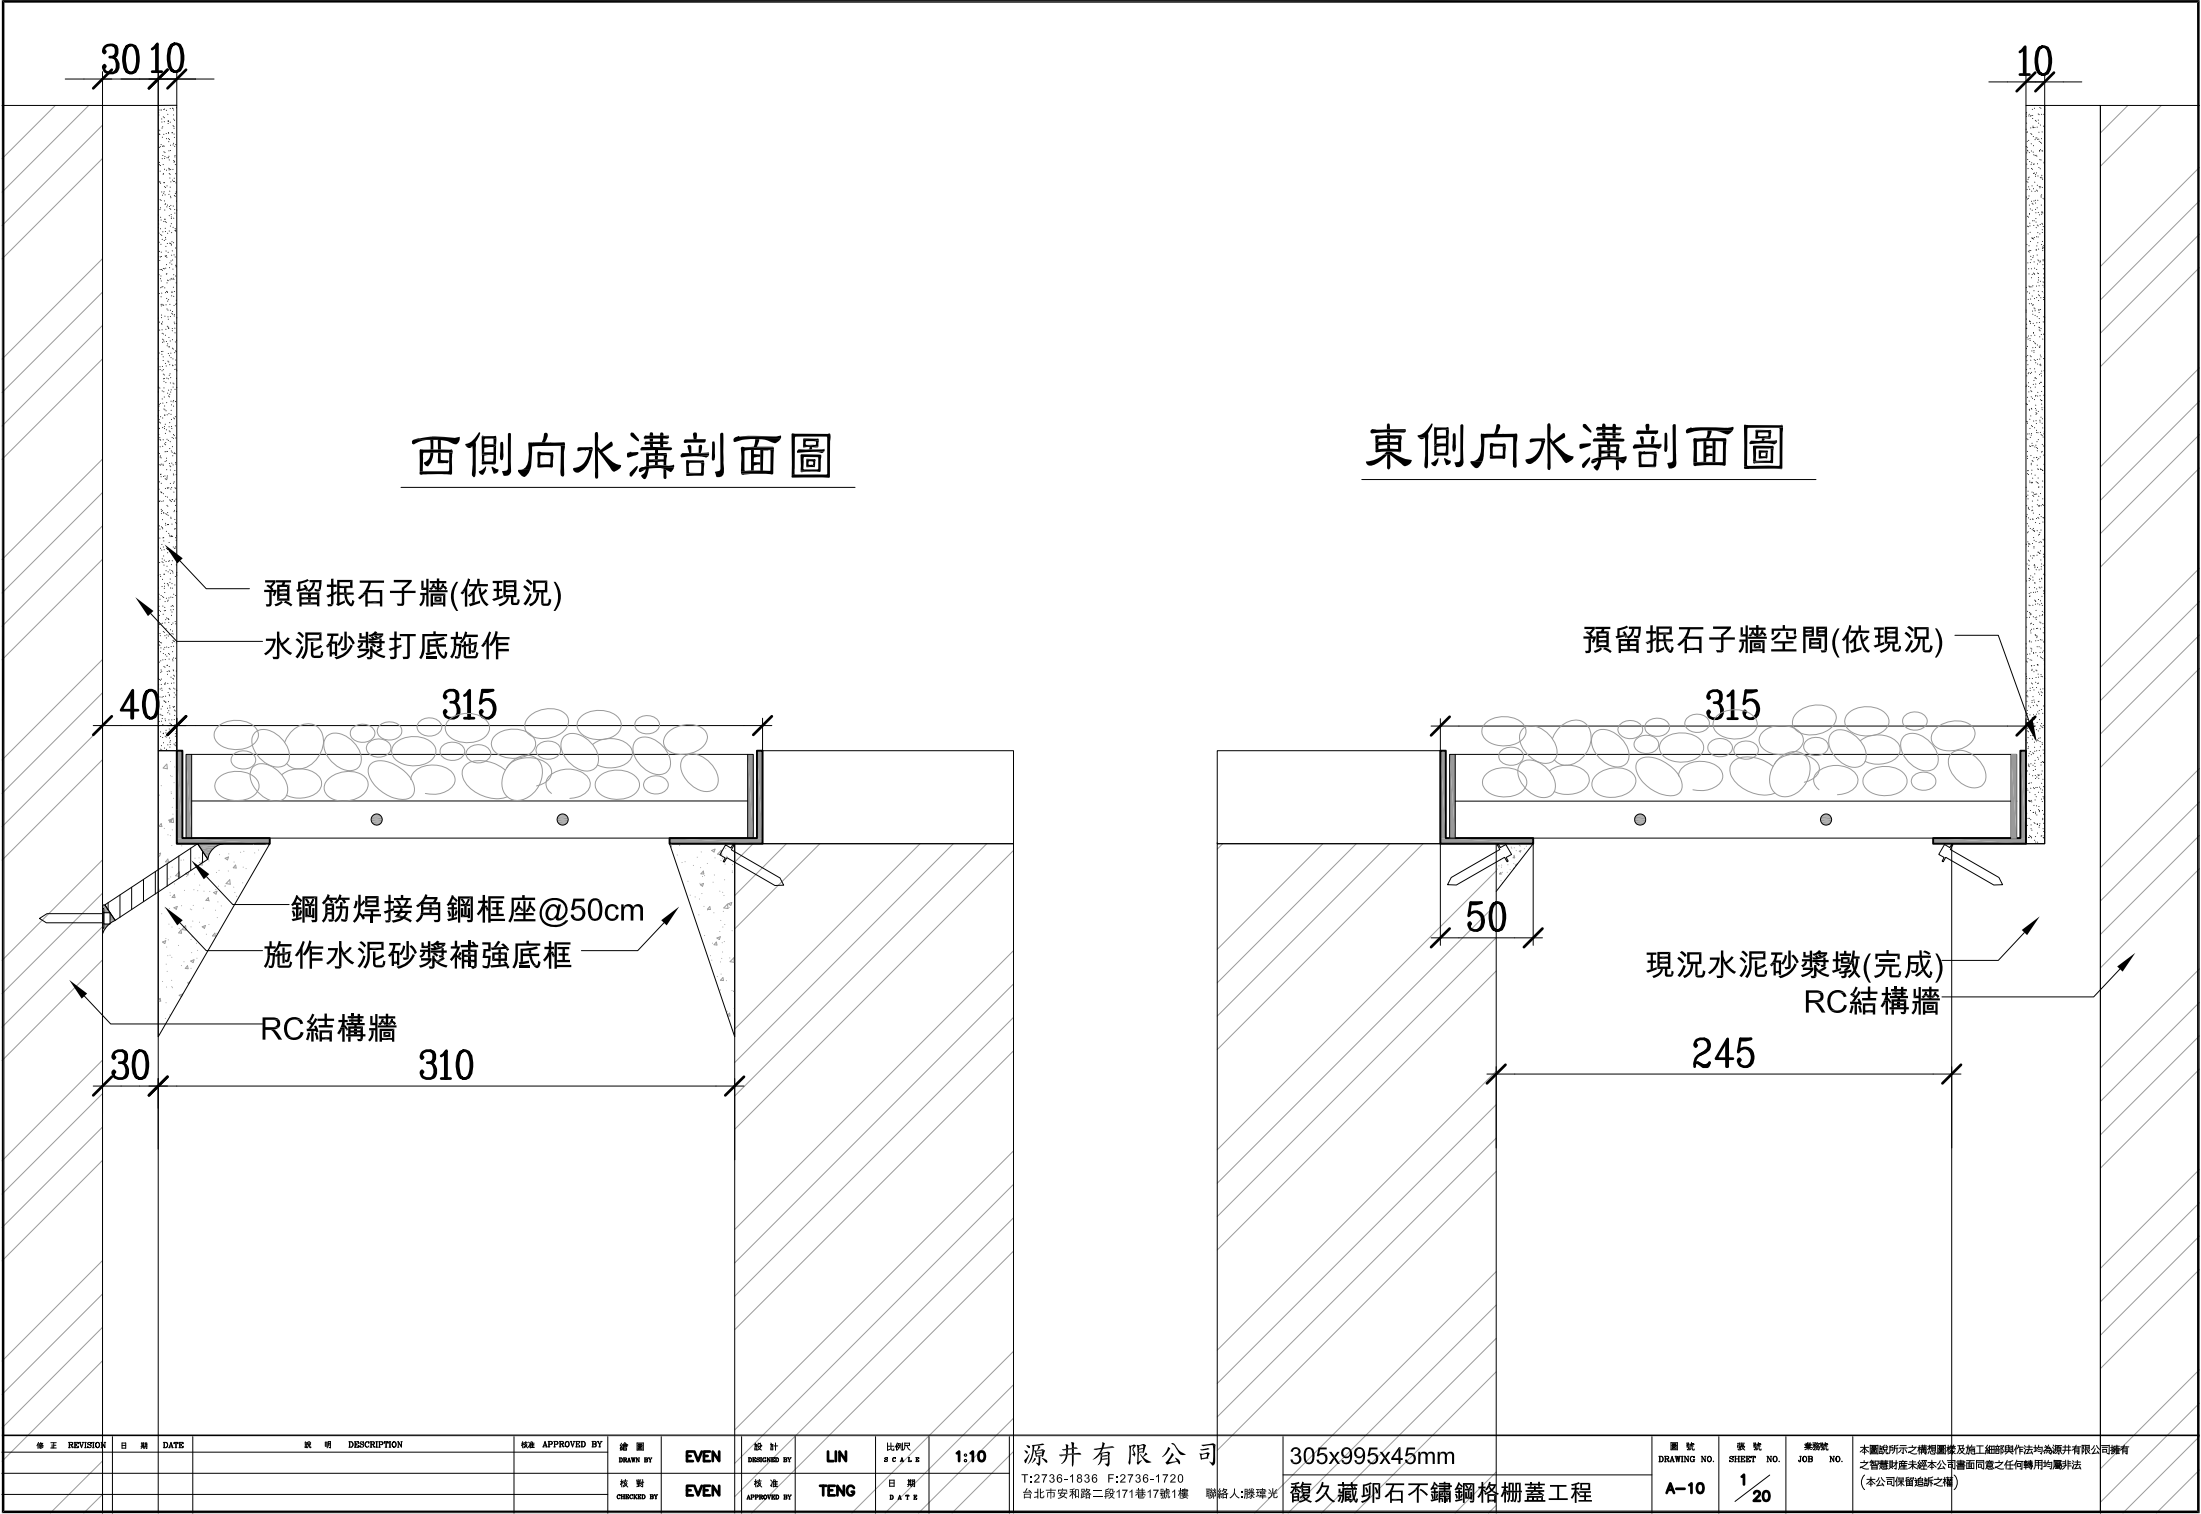 30 10
10
西側向水溝剖面圖
東側向水溝剖面圖
預留抿石子牆(依現況)
水泥砂漿打底施作
預留抿石子牆空間(依現況)
40
315
315
鋼筋焊接角鋼框座@50cm
施作水泥砂漿補強底框
50
現況水泥砂漿墩(完成)
RC結構牆
RC結構牆
30
310
245
修 正 REVISION
日 期 DATE
說 明 DESCRIPTION
核准 APPROVED BY
繪 圖
DRAWN BY
EVEN
設 計
DESIGNED BY
LIN
比例尺
SCALE
1:10
核 對
CHECKED BY
EVEN
核 准
APPROVED BY
TENG
日 期
DATE
源井有限公司
T:2736-1836 F:2736-1720
台北市安和路二段171巷17號1樓 聯絡人:滕瑋光
305x995x45mm
馥久藏卵石不鏽鋼格柵蓋工程
圖 號
DRAWING NO.
A-10
張 號
SHEET NO.
1/20
業務號
JOB NO.
本圖說所示之構想圖樣及施工細部與作法均為源井有限公司擁有
之智慧財產未經本公司書面同意之任何轉用均屬非法
(本公司保留追訴之權)